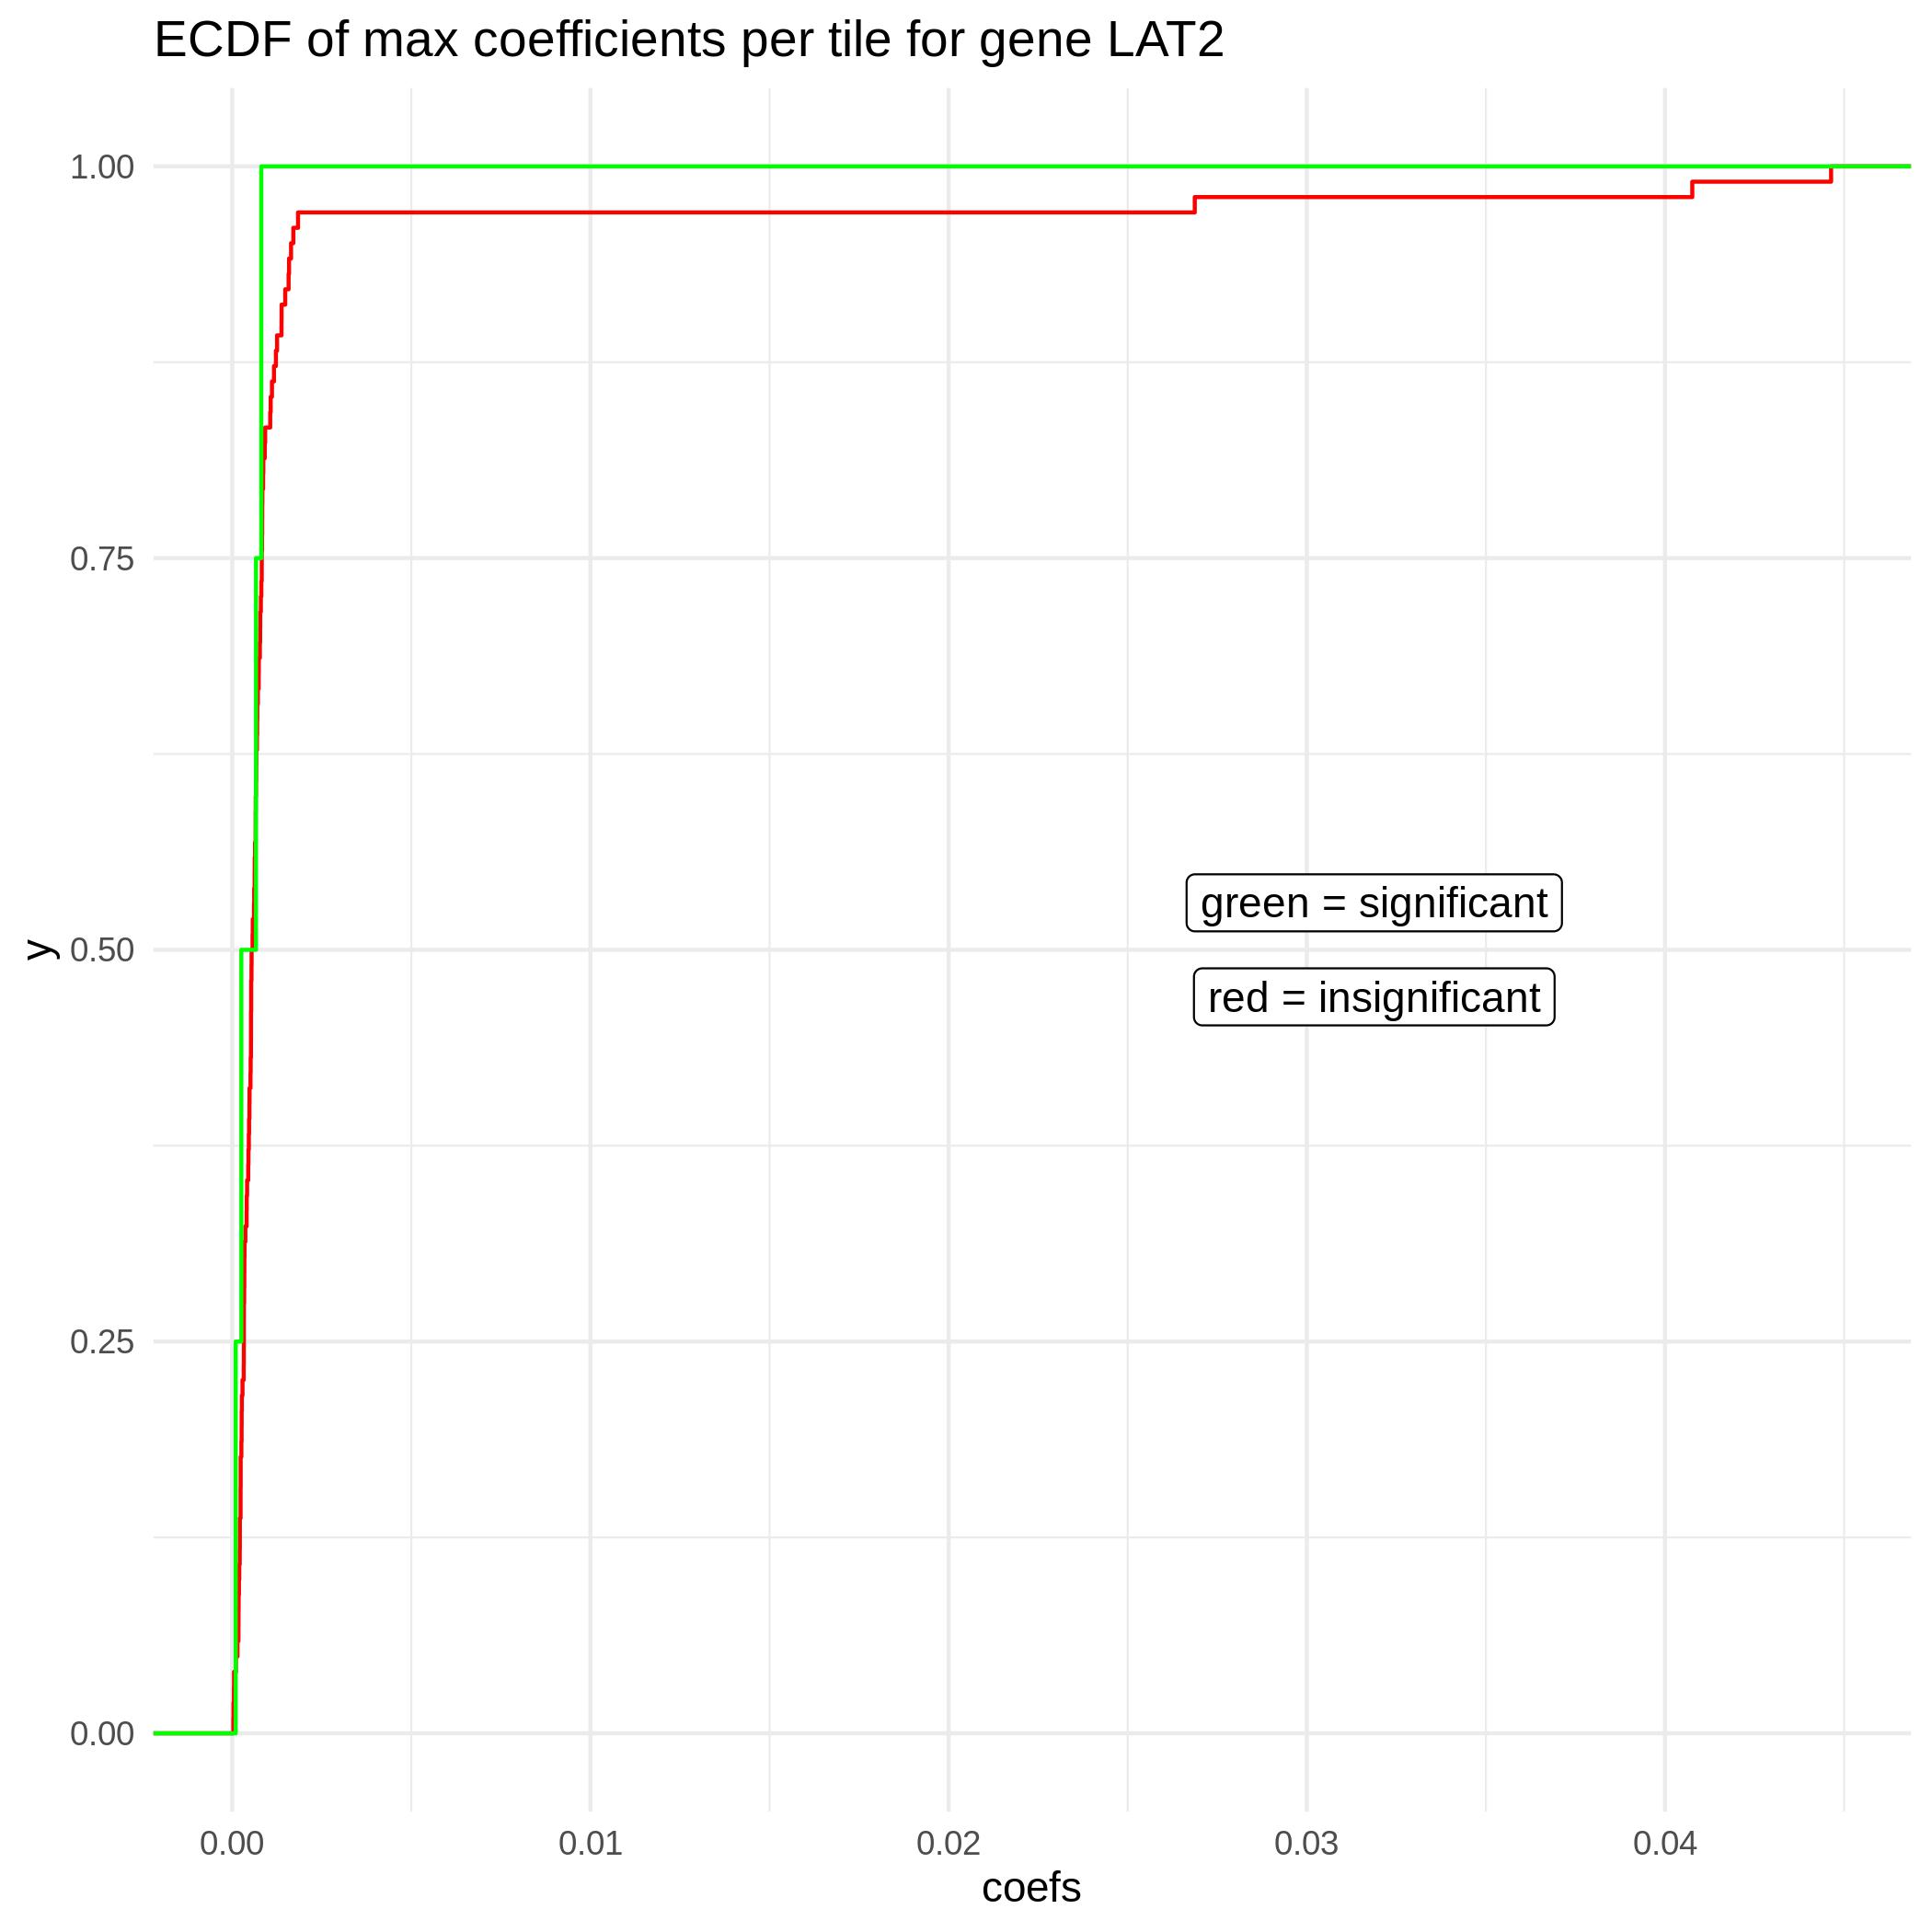 ECDF of max coefficients per tile for gene LAT2
1.00
0.75
0.50
0.25
0.00
y
green = significant
red = insignificant
0.00 0.01 0.02 0.03 0.04
coefs